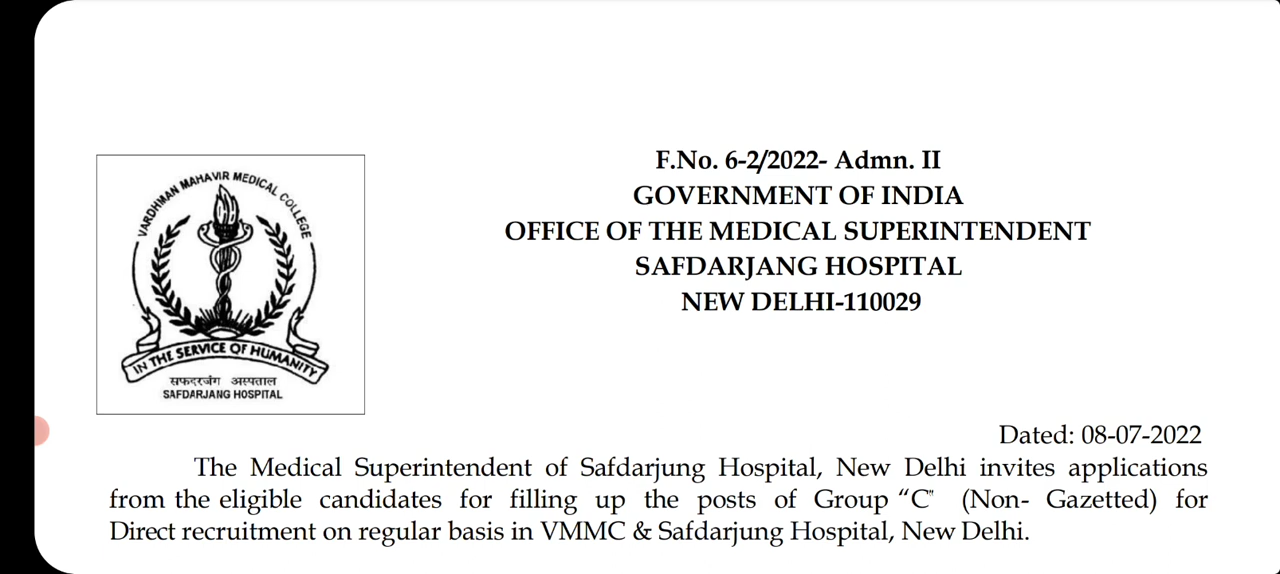 VARDHMAN MAHAVIR MEDICAL COLLEGE
IN THE SERVICE OF HUMANITY
सफदरजंग अस्पताल
SAFDARJANG HOSPITAL
F.No. 6-2/2022- Admn. II
GOVERNMENT OF INDIA
OFFICE OF THE MEDICAL SUPERINTENDENT
SAFDARJANG HOSPITAL
NEW DELHI-110029
Dated: 08-07-2022
The Medical Superintendent of Safdarjung Hospital, New Delhi invites applications
from the eligible candidates for filling up the posts of Group “C” (Non- Gazetted) for
Direct recruitment on regular basis in VMMC & Safdarjung Hospital, New Delhi.